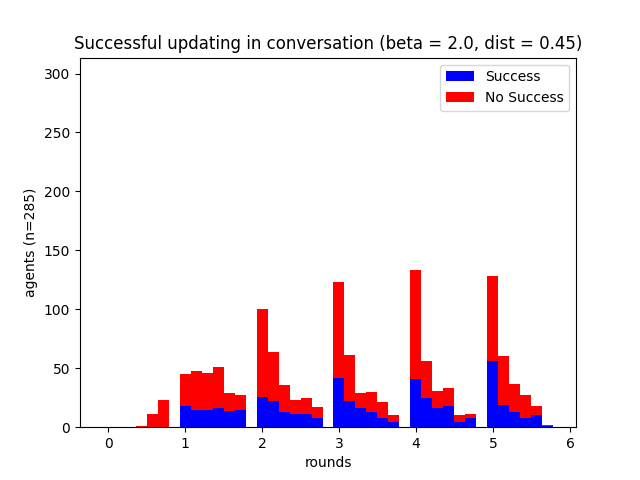 Successful updating in conversation (beta = 2.0, dist = 0.45)
Success
No Success
300
250
200
150
100
50
0
agents (n=285)
0 1 2 3 4 5 6
rounds